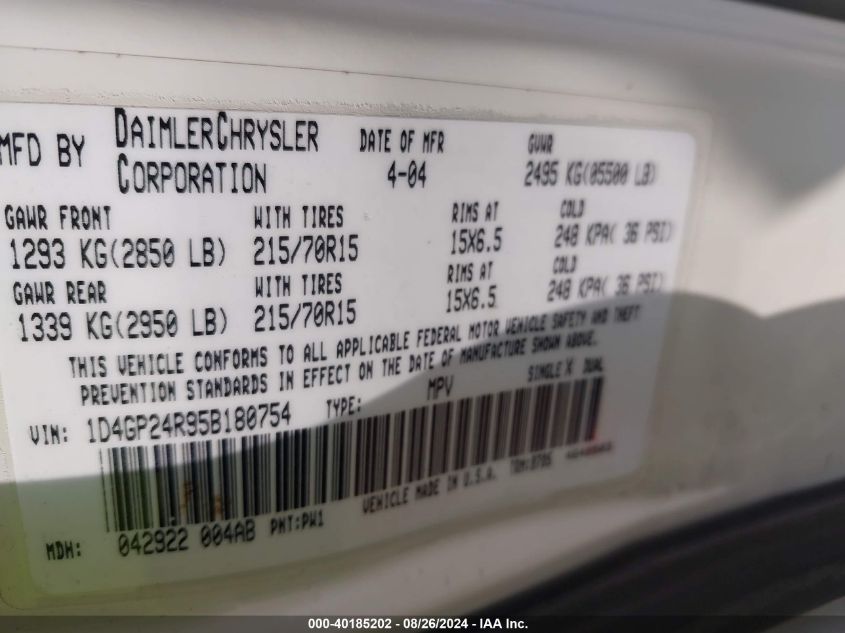 MFD BY DAIMLERCHRYSLER CORPORATION DATE OF MFR 4-04 GVWR 2495 KG(05500 LB)
GAWR FRONT WITH TIRES RIMS AT COLD
1293 KG(2850 LB) 215/70R15 15X6.5 248 KPA( 36 PSI)
GAWR REAR WITH TIRES RIMS AT COLD
1339 KG(2950 LB) 215/70R15 15X6.5 248 KPA( 36 PSI)
THIS VEHICLE CONFORMS TO ALL APPLICABLE FEDERAL MOTOR VEHICLE SAFETY AND THEFT
PREVENTION STANDARDS IN EFFECT ON THE DATE OF MANUFACTURE SHOWN ABOVE.
VIN: 1D4GP24R95B180754 TYPE: MPV SINGLE X DUAL
VEHICLE MADE IN U.S.A.
MDH: 042922 004AB PNT:PW1
000-40185202 - 08/26/2024 - IAA Inc.